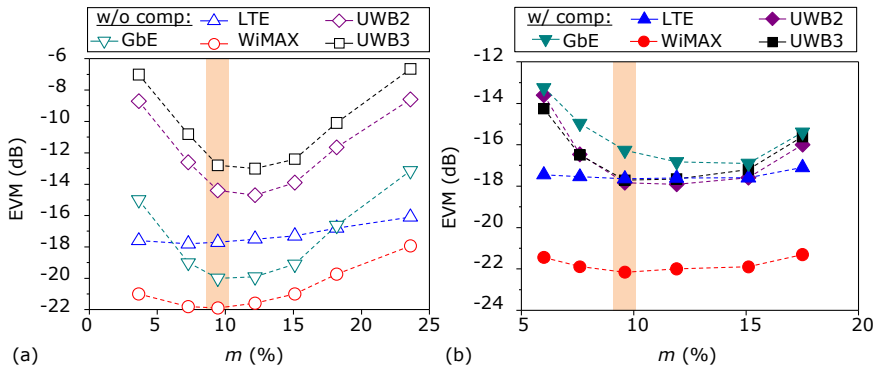 w/o comp: LTE UWB2
GbE WiMAX UWB3
-6
-8
-10
-12
-14
-16
-18
-20
-22
EVM (dB)
0 5 10 15 20 25
(a) m (%)
w/ comp: LTE UWB2
GbE WiMAX UWB3
-12
-14
-16
-18
-20
-22
-24
EVM (dB)
5 10 15 20
(b) m (%)